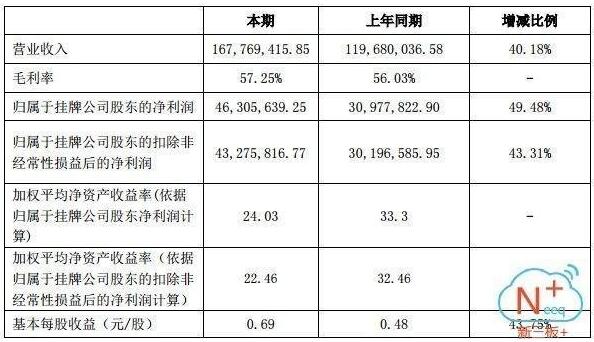 本期 上年同期 增减比例
营业收入 167,769,415.85 119,680,036.58 40.18%
毛利率 57.25% 56.03% -
归属于挂牌公司股东的净利润 46,305,639.25 30,977,822.90 49.48%
归属于挂牌公司股东的扣除非
经常性损益后的净利润 43,275,816.77 30,196,585.95 43.31%
加权平均净资产收益率(依据
归属于挂牌公司股东净利润计
算) 24.03 33.3 -
加权平均净资产收益率（依据
归属于挂牌公司股东的扣除非
经常性损益后的净利润计算） 22.46 32.46
基本每股收益（元/股） 0.69 0.48 43.75%
N+
eeq
新三板+